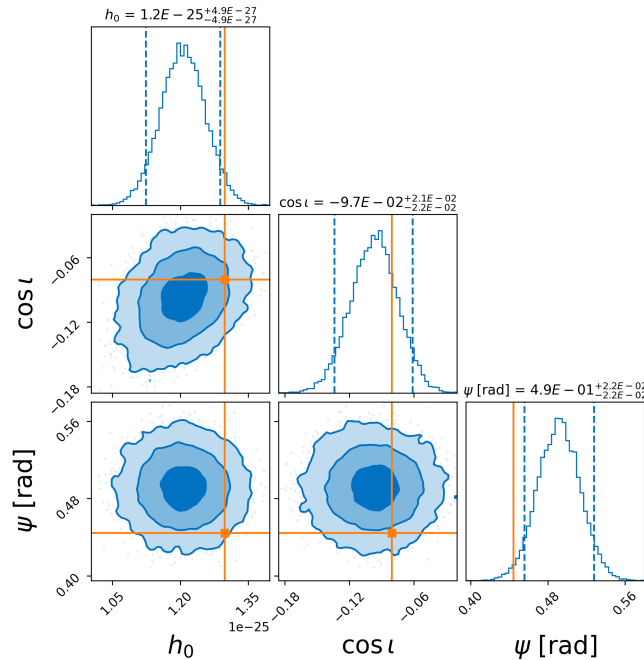 h₀ = 1.2E − 25⁺⁴·⁹ᴱ⁻²⁷₋₄.₉E₋₂₇
cos ι = −9.7E − 02^{+2.1E−02}_{−2.2E−02}
−0.06
−0.12
−0.18
cos ι
ψ [rad] = 4.9E − 01^{+2.2E−02}_{−2.2E−02}
0.56
0.48
0.40
ψ [rad]
1.05 1.20 −0.18 −0.12 −0.06 0.40 0.48 0.56
1e−25
h₀ cos ι ψ [rad]